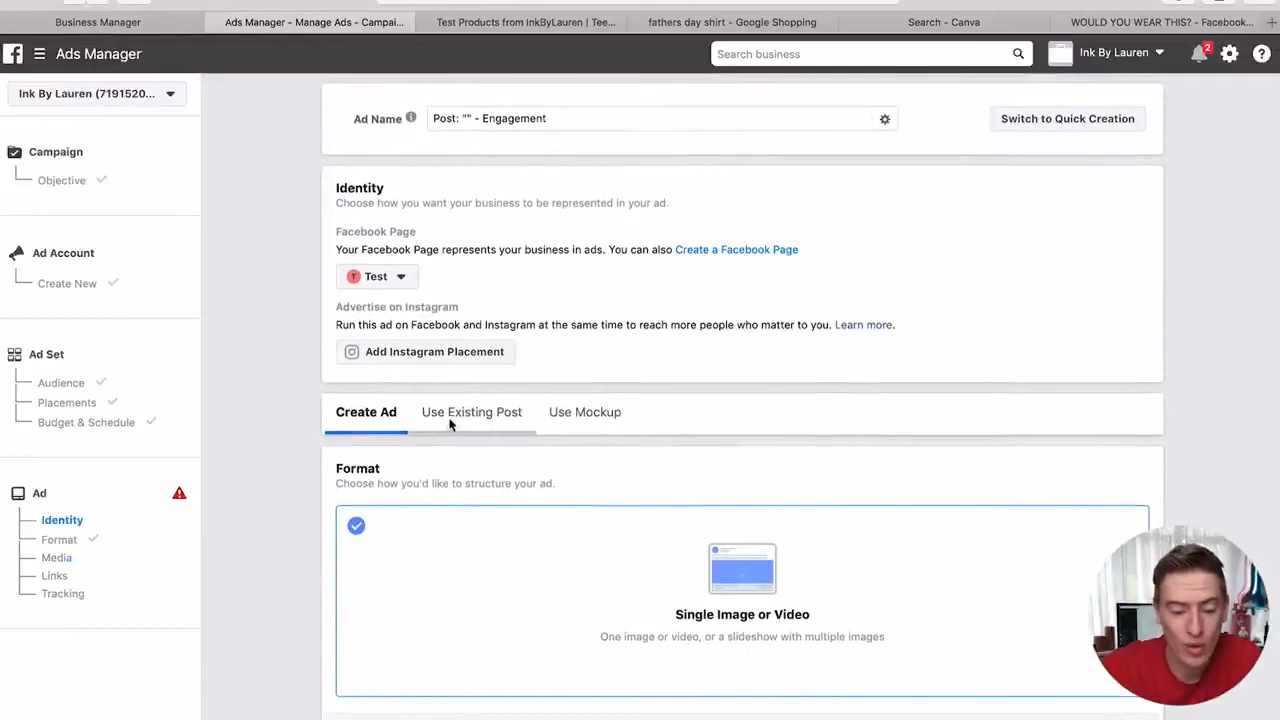 Business Manager
Ads Manager - Manage Ads - Campai...
Test Products from InkByLauren | Tee...
fathers day shirt - Google Shopping
Search - Canva
WOULD YOU WEAR THIS? - Facebook...
Ads Manager
Search business
Ink By Lauren
2
Ink By Lauren (7191520...
Campaign
Objective
Ad Account
Create New
Ad Set
Audience
Placements
Budget & Schedule
Ad
Identity
Format
Media
Links
Tracking
Ad Name
Post: "" - Engagement
Switch to Quick Creation
Identity
Choose how you want your business to be represented in your ad.
Facebook Page
Your Facebook Page represents your business in ads. You can also Create a Facebook Page
T Test
Advertise on Instagram
Run this ad on Facebook and Instagram at the same time to reach more people who matter to you. Learn more.
Add Instagram Placement
Create Ad
Use Existing Post
Use Mockup
Format
Choose how you'd like to structure your ad.
Single Image or Video
One image or video, or a slideshow with multiple images